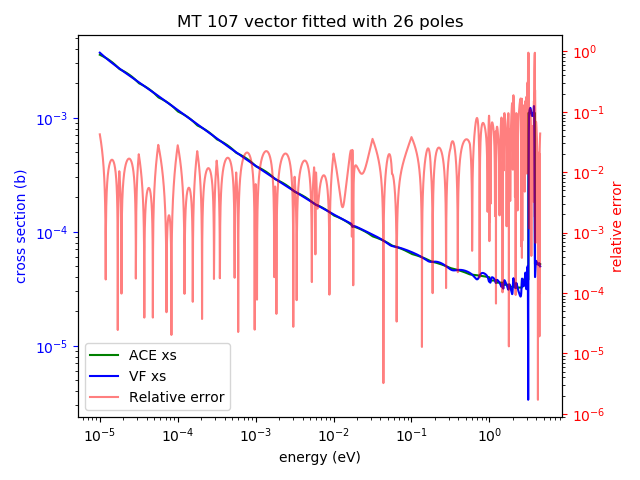 MT 107 vector fitted with 26 poles
cross section (b)
10⁻³
10⁻⁴
10⁻⁵
10⁰
10⁻¹
10⁻²
10⁻³
10⁻⁴
10⁻⁵
10⁻⁶
relative error
ACE xs
VF xs
Relative error
10⁻⁵ 10⁻⁴ 10⁻³ 10⁻² 10⁻¹ 10⁰
energy (eV)